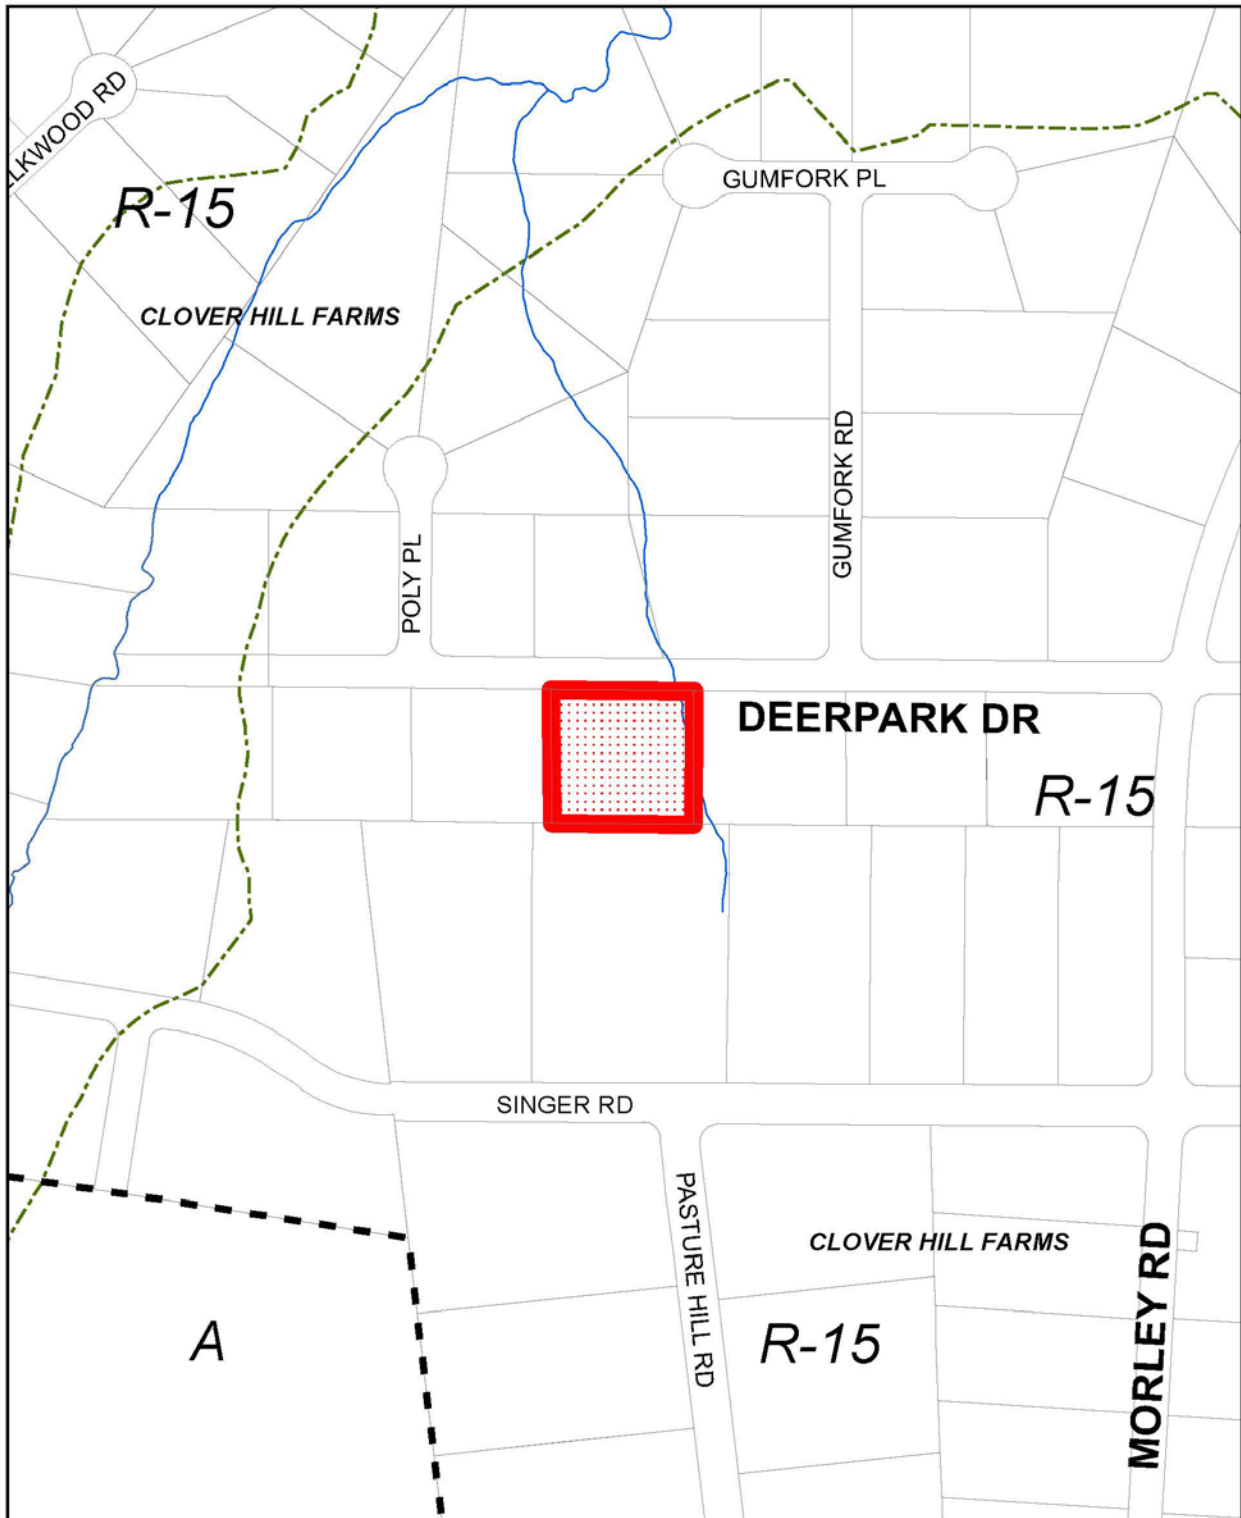 ELKWOOD RD
R-15
GUMFORK PL
CLOVER HILL FARMS
GUMFORK RD
POLY PL
DEERPARK DR
R-15
SINGER RD
PASTURE HILL RD
CLOVER HILL FARMS
MORLEY RD
A
R-15